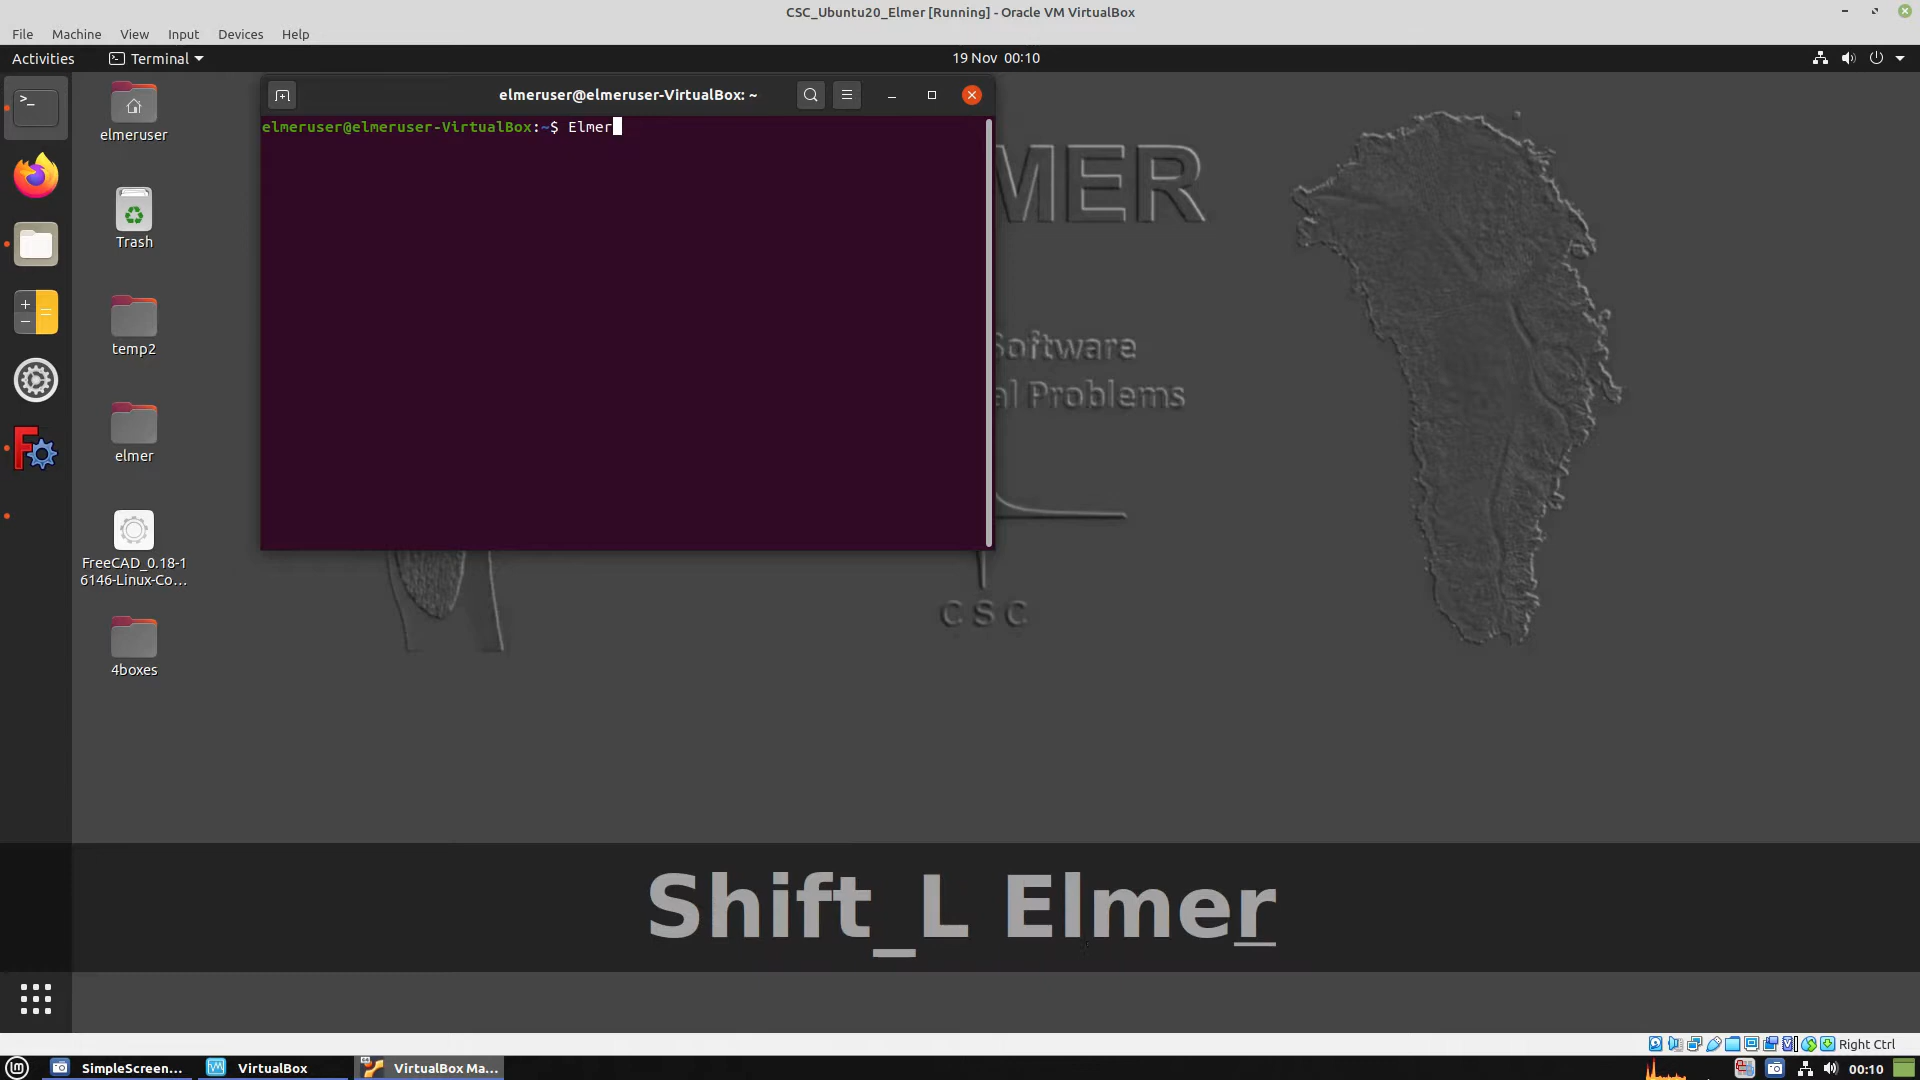 CSC_Ubuntu20_Elmer [Running] - Oracle VM VirtualBox
File Machine View Input Devices Help
Activities Terminal 19 Nov 00:10
elmeruser@elmeruser-VirtualBox: ~
elmeruser@elmeruser-VirtualBox:~$ Elmer
elmeruser
Trash
temp2
elmer
FreeCAD_0.18-1
6146-Linux-Co...
4boxes
MER
Software
al Problems
CSC
Shift_L Elmer
Right Ctrl
SimpleScreen... VirtualBox VirtualBox Ma... 00:10